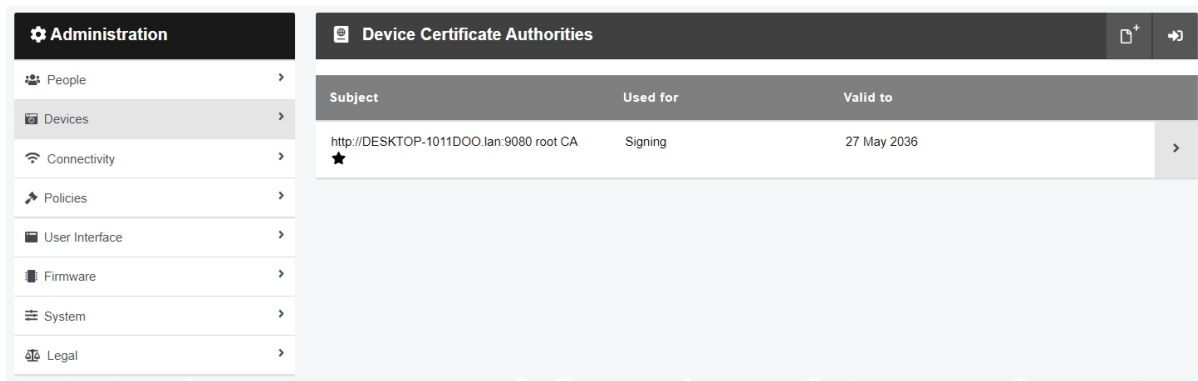 Administration
People
Devices
Connectivity
Policies
User Interface
Firmware
System
Legal
Device Certificate Authorities
Subject Used for Valid to
http://DESKTOP-1011DOO.lan:9080 root CA Signing 27 May 2036